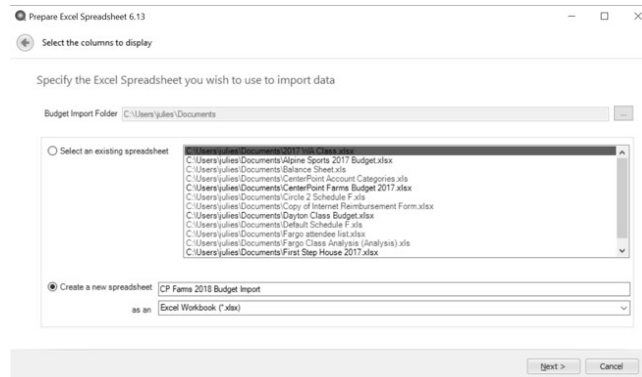 Prepare Excel Spreadsheet 6.13
Select the columns to display
Specify the Excel Spreadsheet you wish to use to import data
Budget Import Folder C:\Users\julies\Documents
...
Select an existing spreadsheet
C:\Users\julies\Documents\2017 WA Class.xlsx
C:\Users\julies\Documents\Alpine Sports 2017 Budget.xlsx
C:\Users\julies\Documents\Balance Sheet.xls
C:\Users\julies\Documents\CenterPoint Account Categories.xls
C:\Users\julies\Documents\CenterPoint Farms Budget 2017.xlsx
C:\Users\julies\Documents\Circle 2 Schedule F.xls
C:\Users\julies\Documents\Copy of Internet Reimbursement Form.xlsx
C:\Users\julies\Documents\Dayton Class Budget.xlsx
C:\Users\julies\Documents\Default Schedule F.xls
C:\Users\julies\Documents\Fargo attendee list.xlsx
C:\Users\julies\Documents\Fargo Class Analysis (Analysis).xls
C:\Users\julies\Documents\First Step House 2017.xlsx
Create a new spreadsheet CP Farms 2018 Budget Import
as an Excel Workbook (*.xlsx)
Next > Cancel